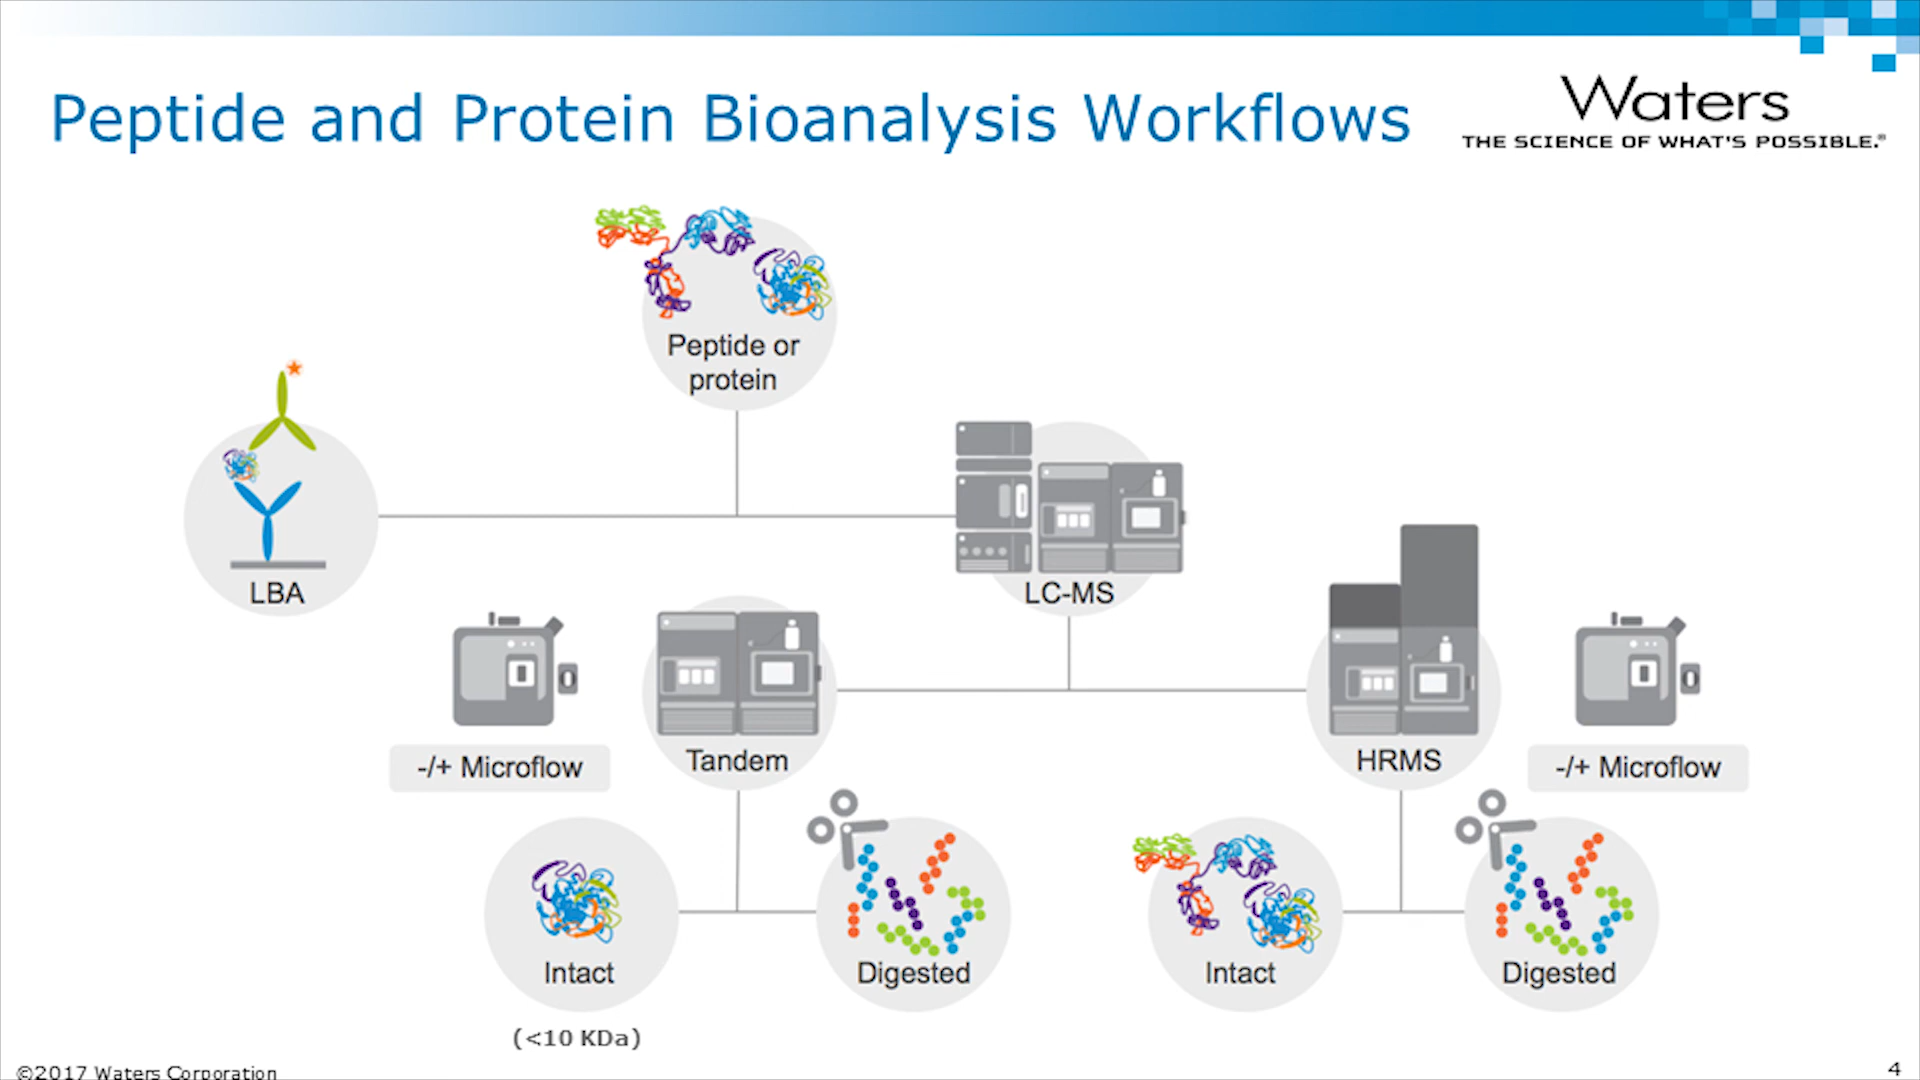 Peptide and Protein Bioanalysis Workflows
Waters
THE SCIENCE OF WHAT'S POSSIBLE.®
Peptide or
protein
LBA
LC-MS
-/+ Microflow
Tandem
HRMS
-/+ Microflow
Intact
Digested
Intact
Digested
(<10 KDa)
©2017 Waters Corporation
4